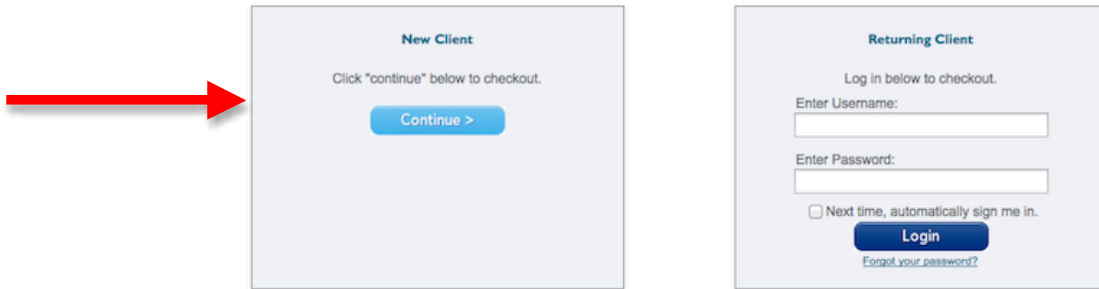 New Client
Click "continue" below to checkout.
Continue >
Returning Client
Log in below to checkout.
Enter Username:
Enter Password:
Next time, automatically sign me in.
Login
Forgot your password?